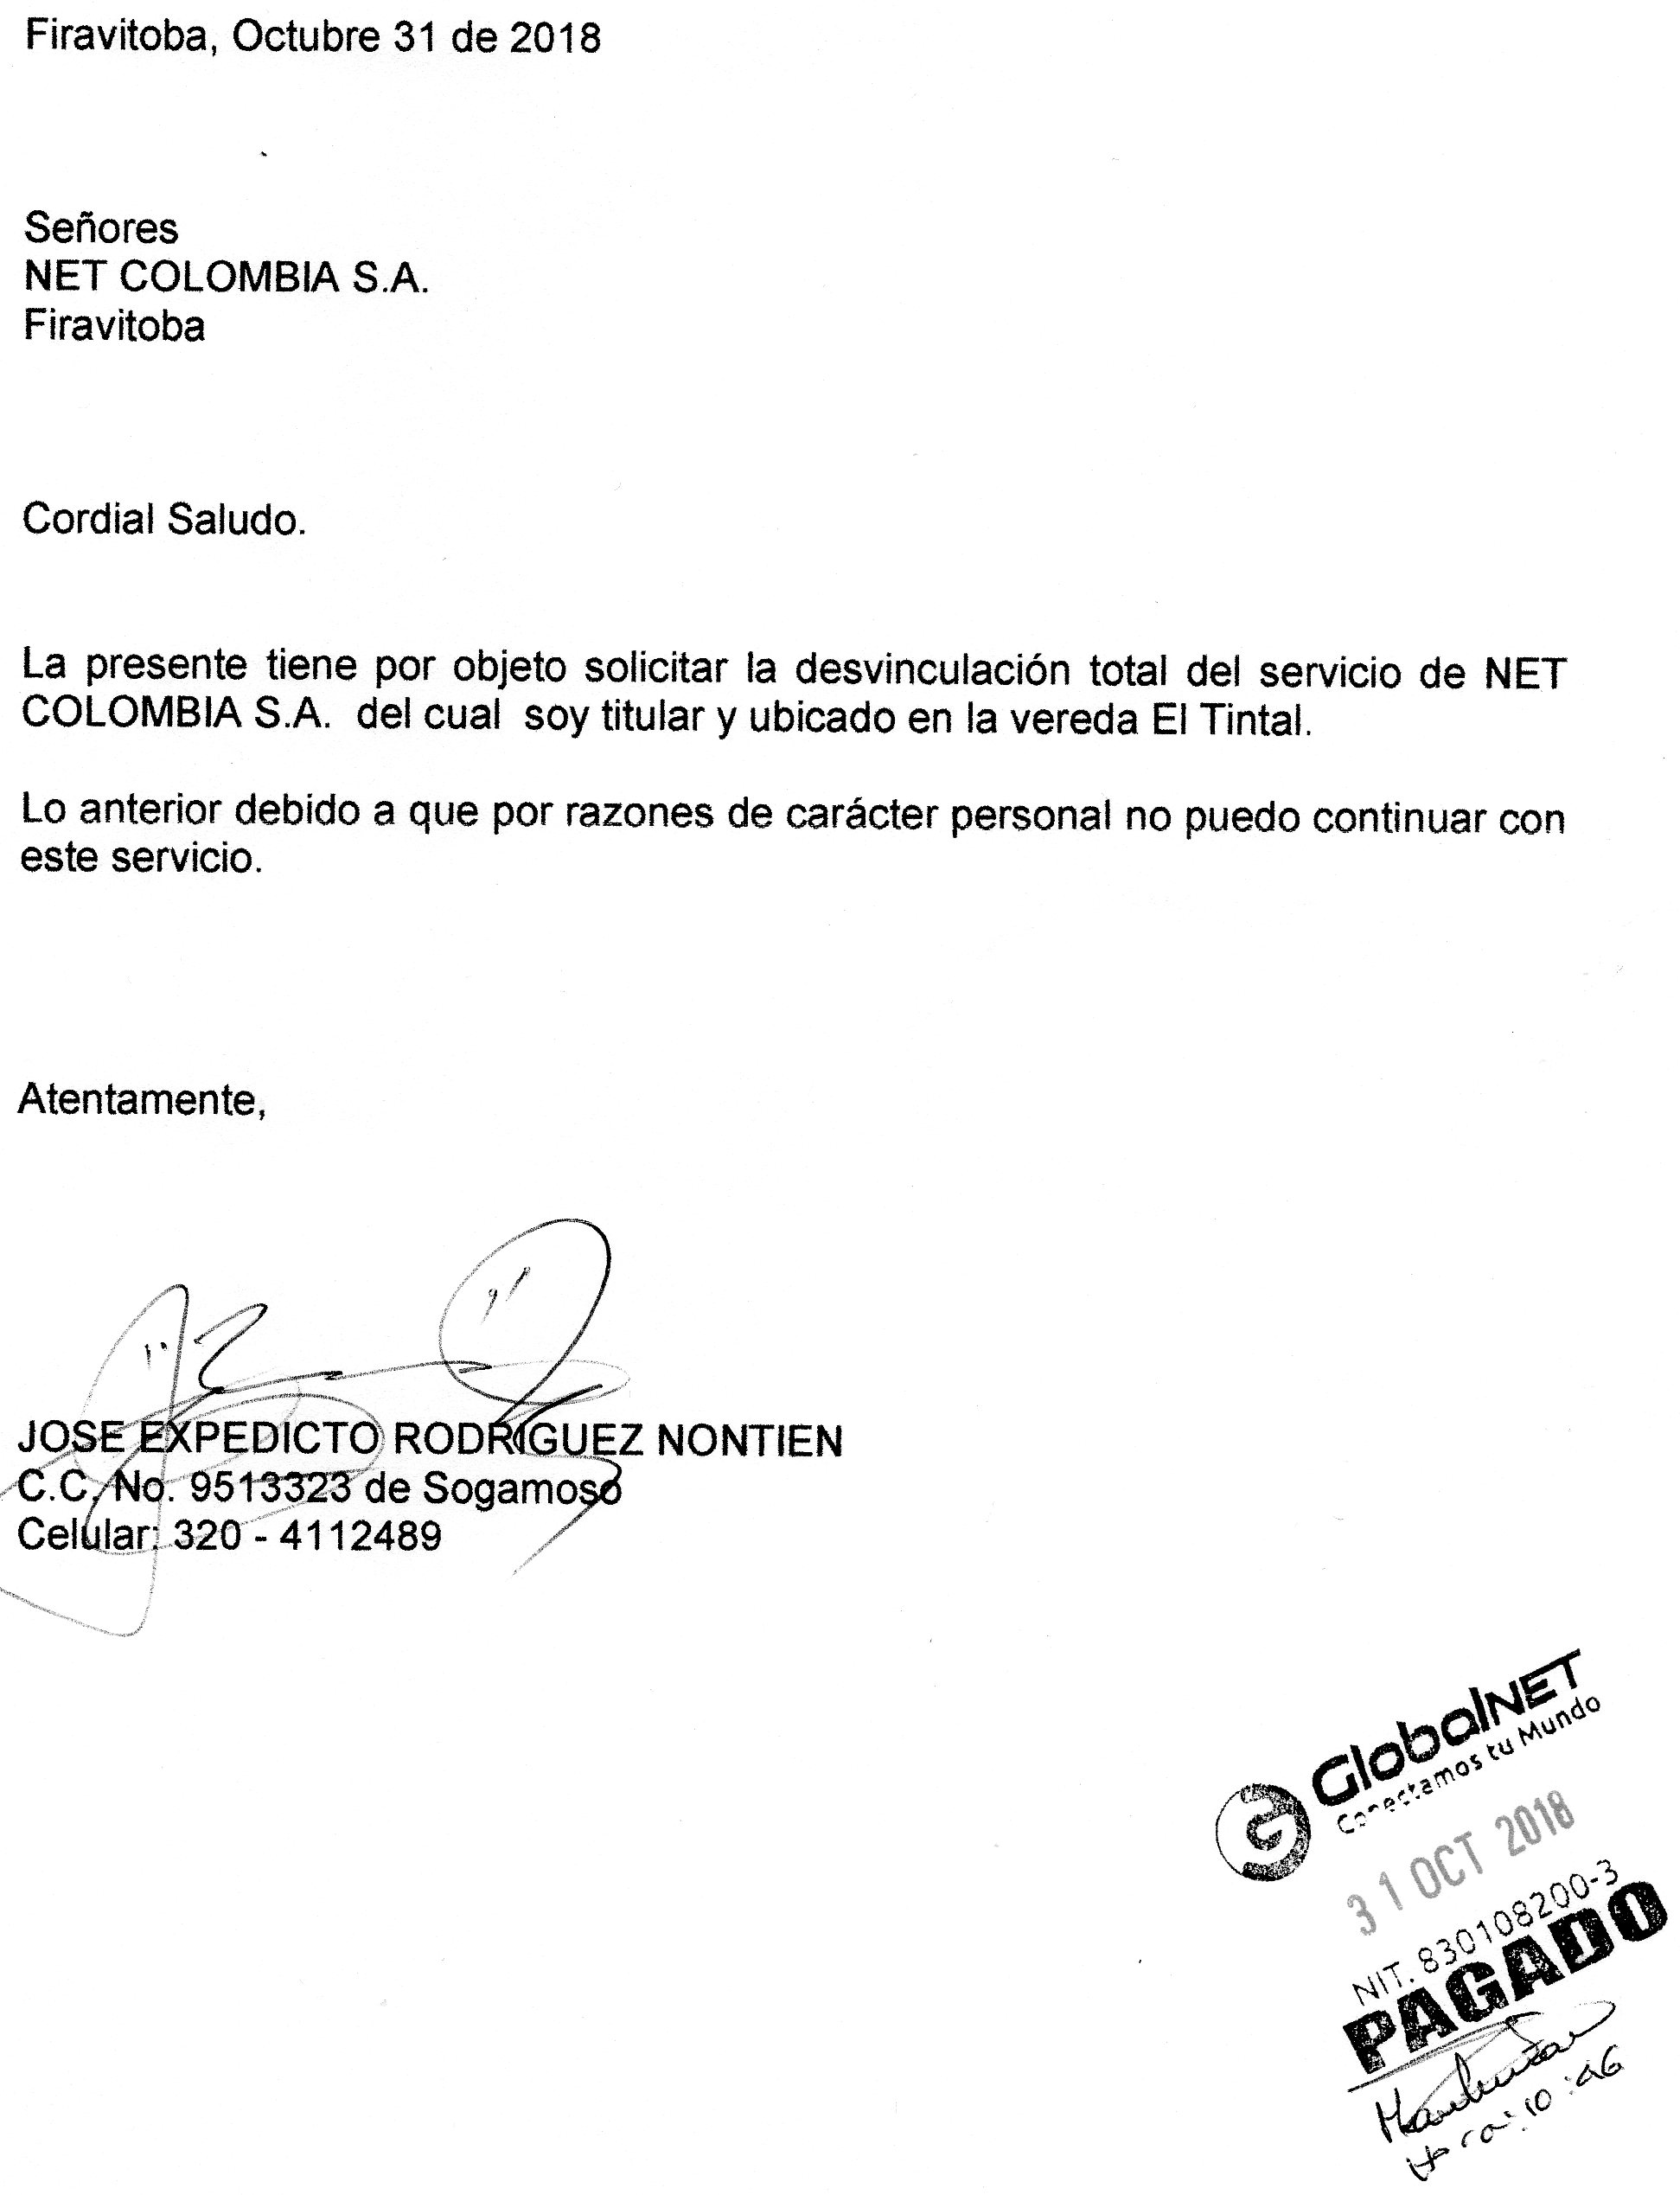 Firavitoba, Octubre 31 de 2018
Señores
NET COLOMBIA S.A.
Firavitoba
Cordial Saludo.
La presente tiene por objeto solicitar la desvinculación total del servicio de NET
COLOMBIA S.A. del cual soy titular y ubicado en la vereda El Tintal.
Lo anterior debido a que por razones de carácter personal no puedo continuar con
este servicio.
Atentamente,
JOSE EXPEDICTO RODRIGUEZ NONTIEN
C.C. No. 9513323 de Sogamoso
Celular: 320 - 4112489
GlobalNET
Conectamos tu Mundo
31 OCT 2018
NIT. 830108200-3
PAGADO
Hora: 10:46